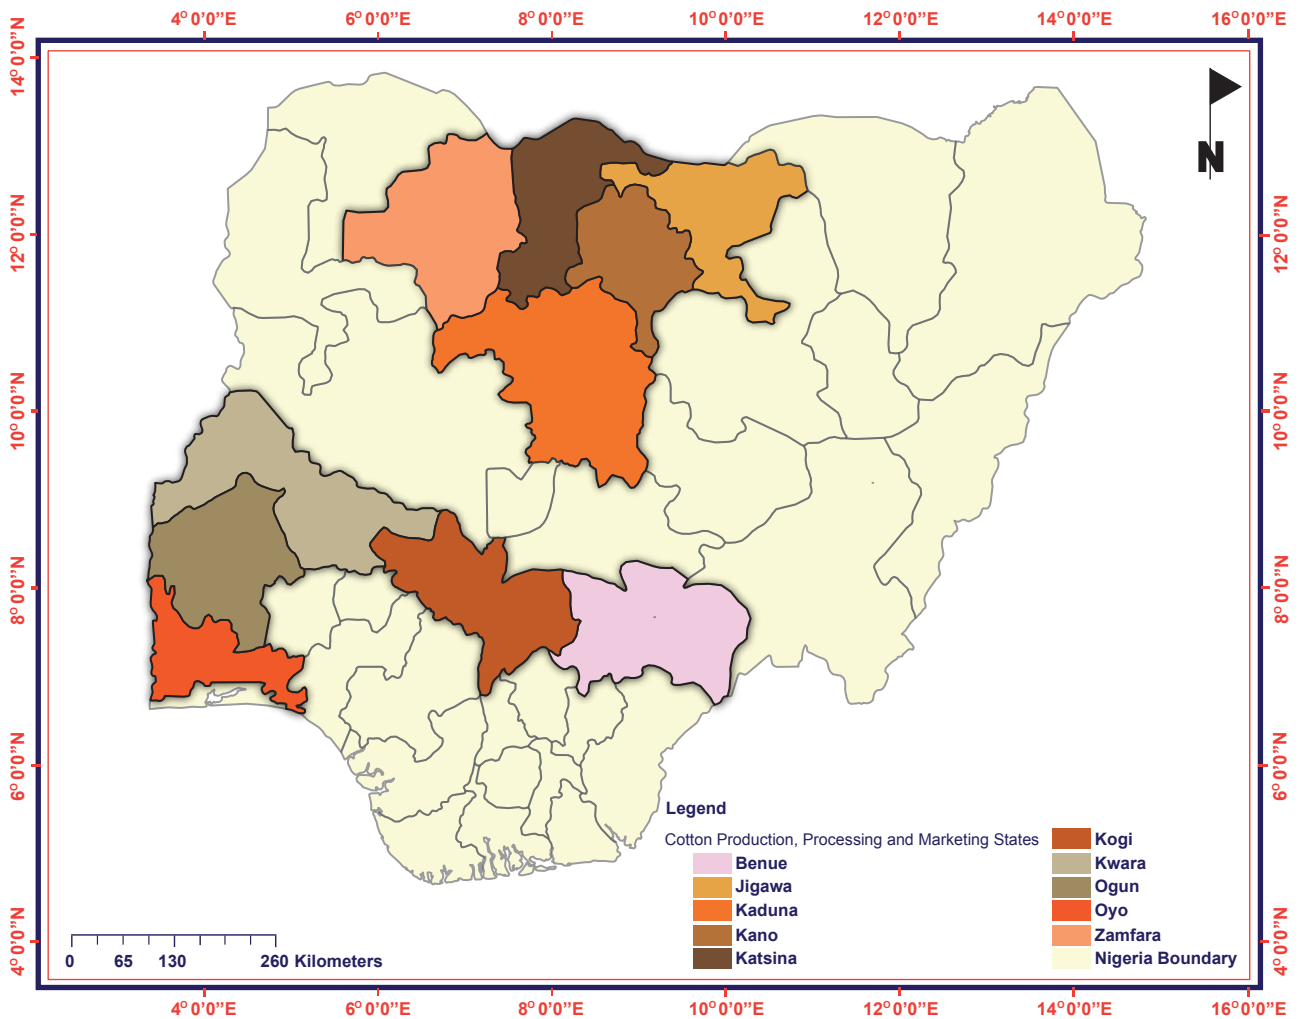 4°0'0"E 6°0'0"E 8°0'0"E 10°0'0"E 12°0'0"E 14°0'0"E 16°0'0"E
14°0'0"N
12°0'0"N 12°0'0"N
10°0'0"N 10°0'0"N
8°0'0"N 8°0'0"N
6°0'0"N 6°0'0"N
4°0'0"N 4°0'0"N
N
Legend
Cotton Production, Processing and Marketing States
Benue
Jigawa
Kaduna
Kano
Katsina
Kogi
Kwara
Ogun
Oyo
Zamfara
Nigeria Boundary
0 65 130 260 Kilometers
4°0'0"E 6°0'0"E 8°0'0"E 10°0'0"E 12°0'0"E 14°0'0"E 16°0'0"E